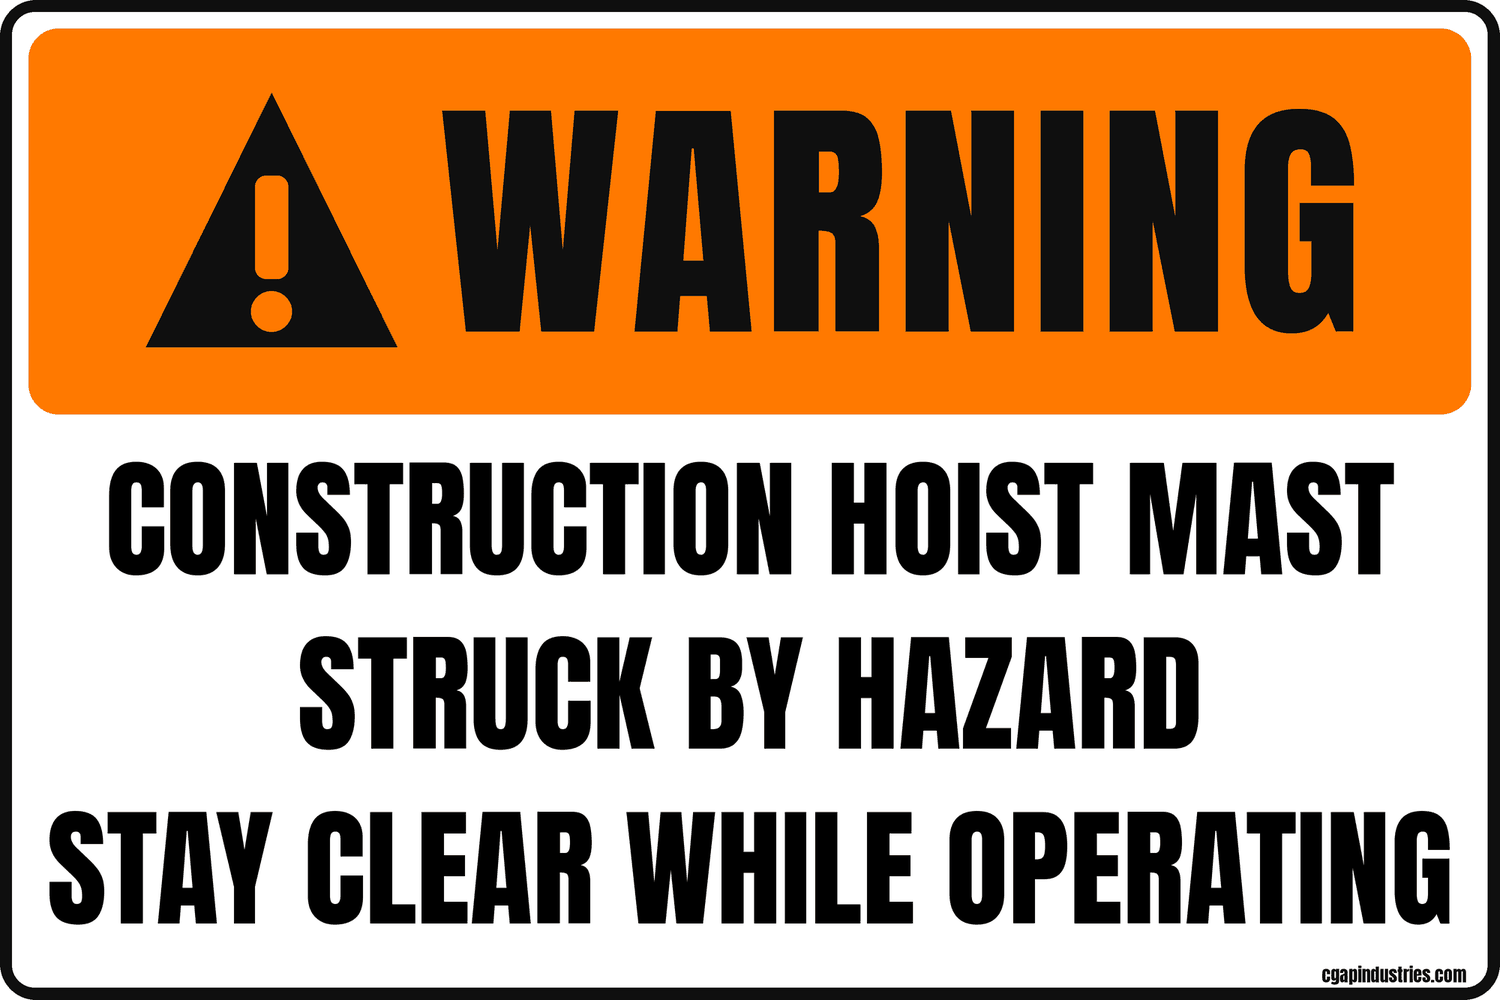 WARNING
CONSTRUCTION HOIST MAST
STRUCK BY HAZARD
STAY CLEAR WHILE OPERATING
cgapindustries.com